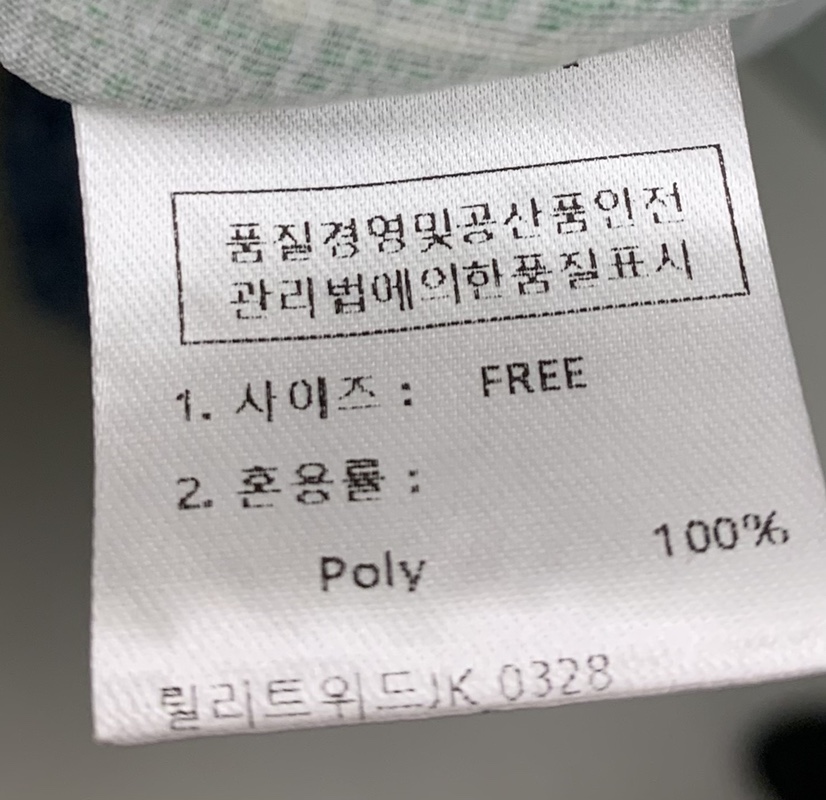 품질경영및공산품안전
관리법에의한품질표시
1. 사이즈 : FREE
2. 혼용률 :
Poly 100%
릴리트위드JK 0328